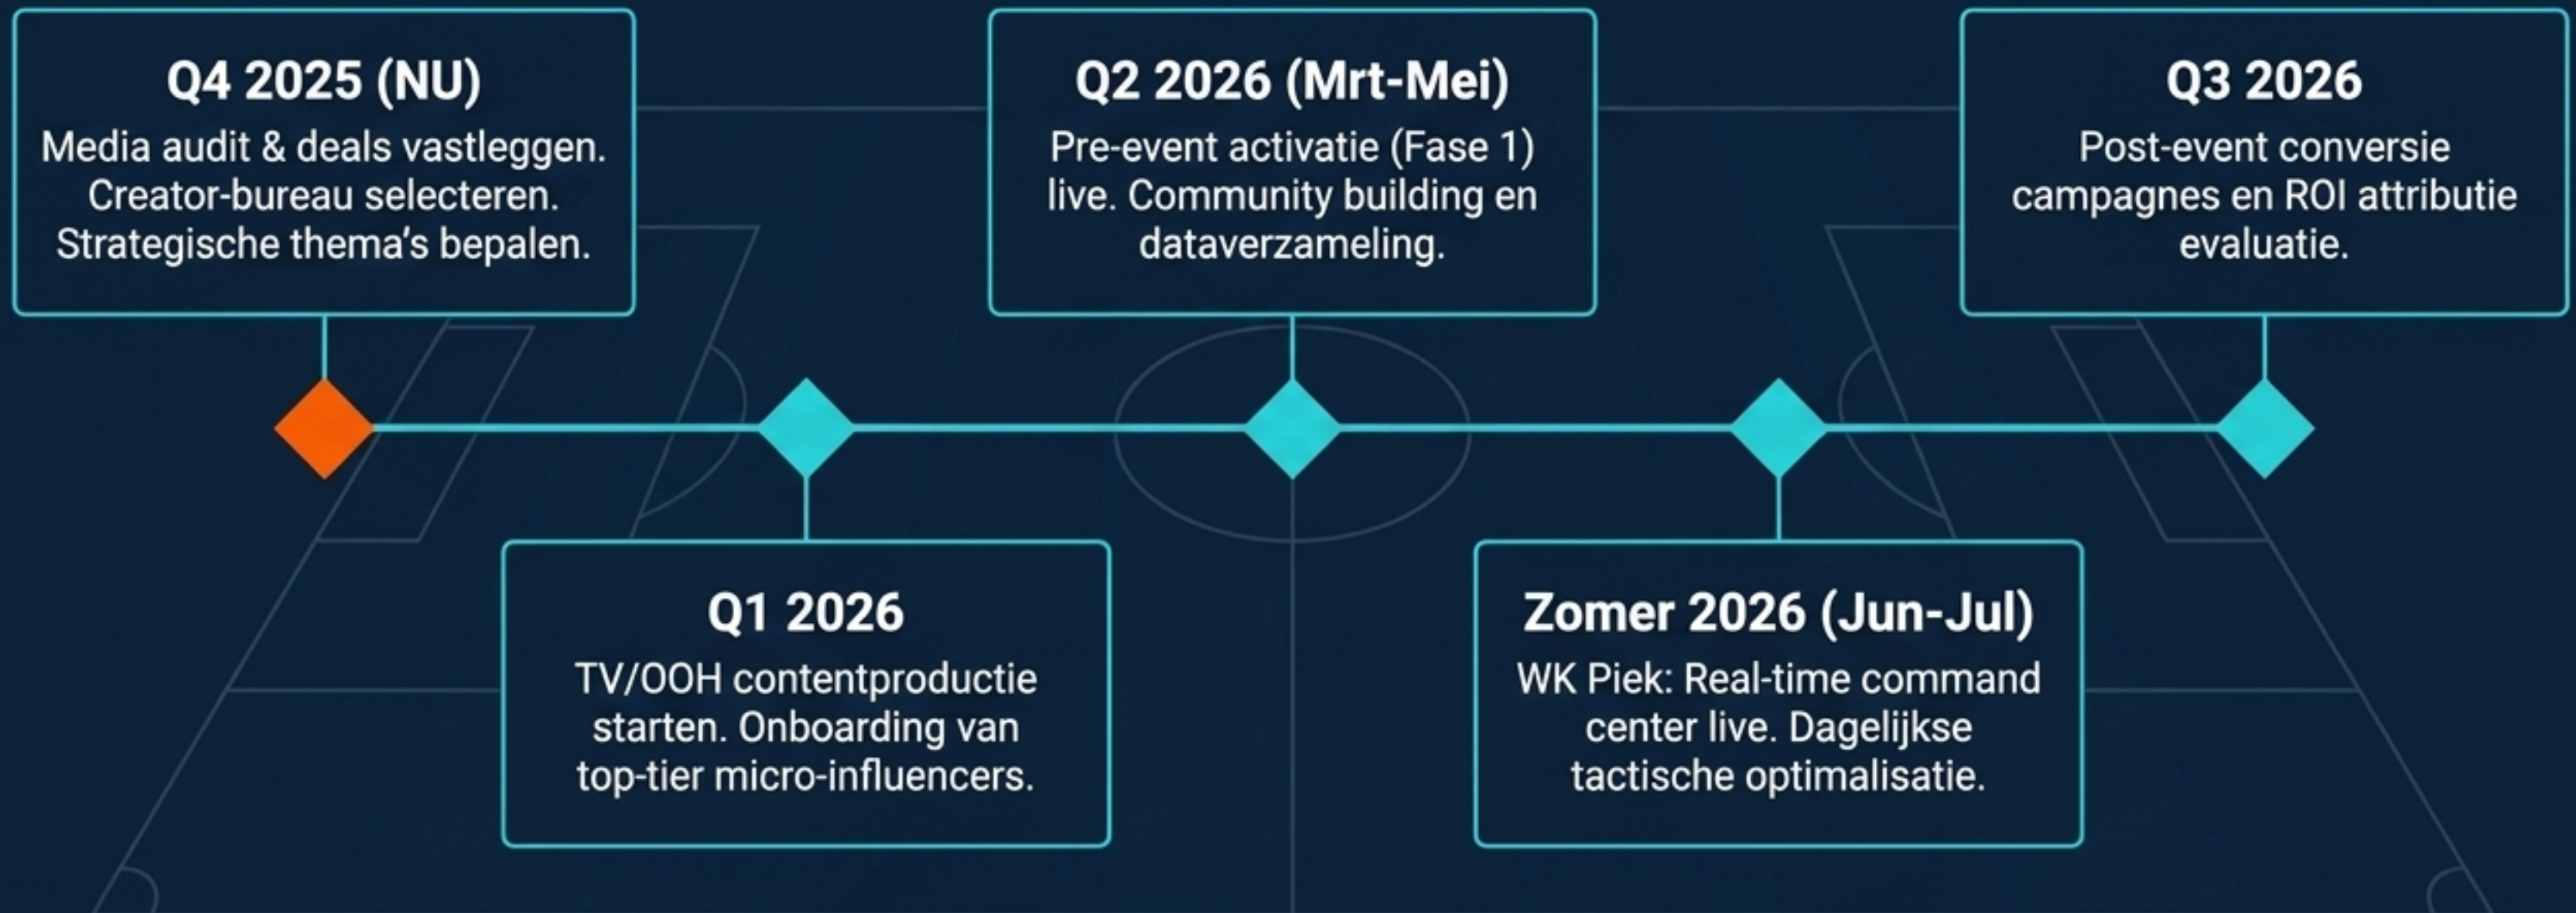 Q4 2025 (NU)
Media audit & deals vastleggen.
Creator-bureau selecteren.
Strategische thema's bepalen.
Q1 2026
TV/OOH contentproductie
starten. Onboarding van
top-tier micro-influencers.
Q2 2026 (Mrt-Mei)
Pre-event activatie (Fase 1)
live. Community building en
dataverzameling.
Zomer 2026 (Jun-Jul)
WK Piek: Real-time command
center live. Dagelijkse
tactische optimalisatie.
Q3 2026
Post-event conversie
campagnes en ROI attributie
evaluatie.